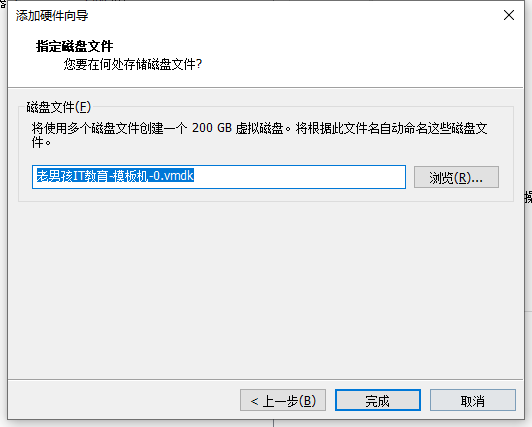 添加硬件向导
指定磁盘文件
您要在何处存储磁盘文件?
磁盘文件(F)
将使用多个磁盘文件创建一个 200 GB 虚拟磁盘。将根据此文件名自动命名这些磁盘文
件。
老男孩IT教育-模板机-0.vmdk
浏览(R)...
< 上一步(B)
完成
取消